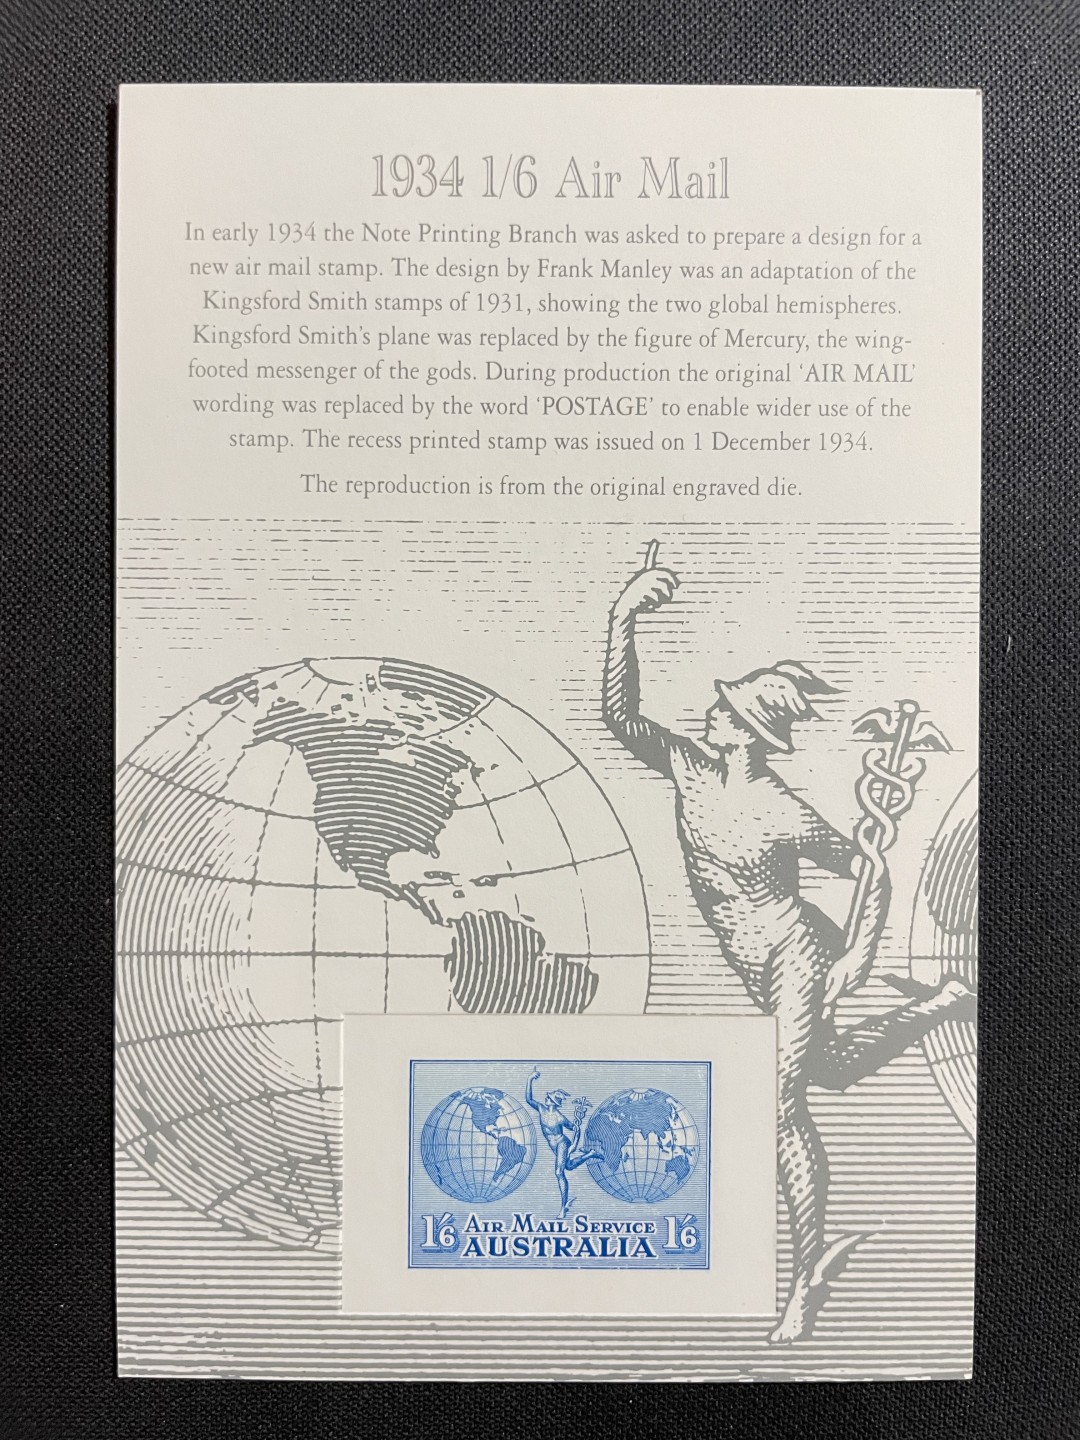 1934 1/6 Air Mail
In early 1934 the Note Printing Branch was asked to prepare a design for a
new air mail stamp. The design by Frank Manley was an adaptation of the
Kingsford Smith stamps of 1931, showing the two global hemispheres.
Kingsford Smith's plane was replaced by the figure of Mercury, the wing-
footed messenger of the gods. During production the original 'AIR MAIL'
wording was replaced by the word 'POSTAGE' to enable wider use of the
stamp. The recess printed stamp was issued on 1 December 1934.
The reproduction is from the original engraved die.
1/6 AIR MAIL SERVICE 1/6
AUSTRALIA